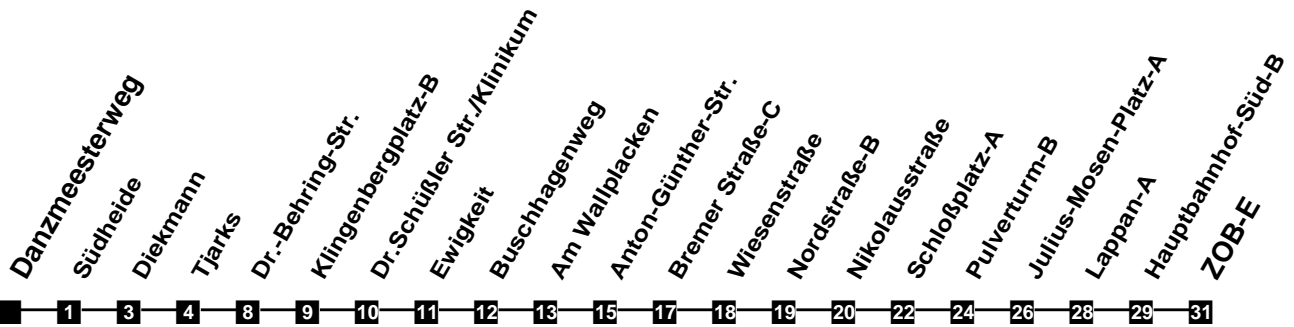 Danzmeesterweg
Südheide
Diekmann
Tjarks
Dr.-Behring-Str.
Klingenbergplatz-B
Dr.Schüßler Str./Klinikum
Ewigkeit
Buschhagenweg
Am Wallplacken
Anton-Günther-Str.
Bremer Straße-C
Wiesenstraße
Nordstraße-B
Nikolausstraße
Schloßplatz-A
Pulverturm-B
Julius-Mosen-Platz-A
Lappan-A
Hauptbahnhof-Süd-B
ZOB-E
1 3 4 8 9 10 11 12 13 15 17 18 19 20 22 24 26 28 29 31